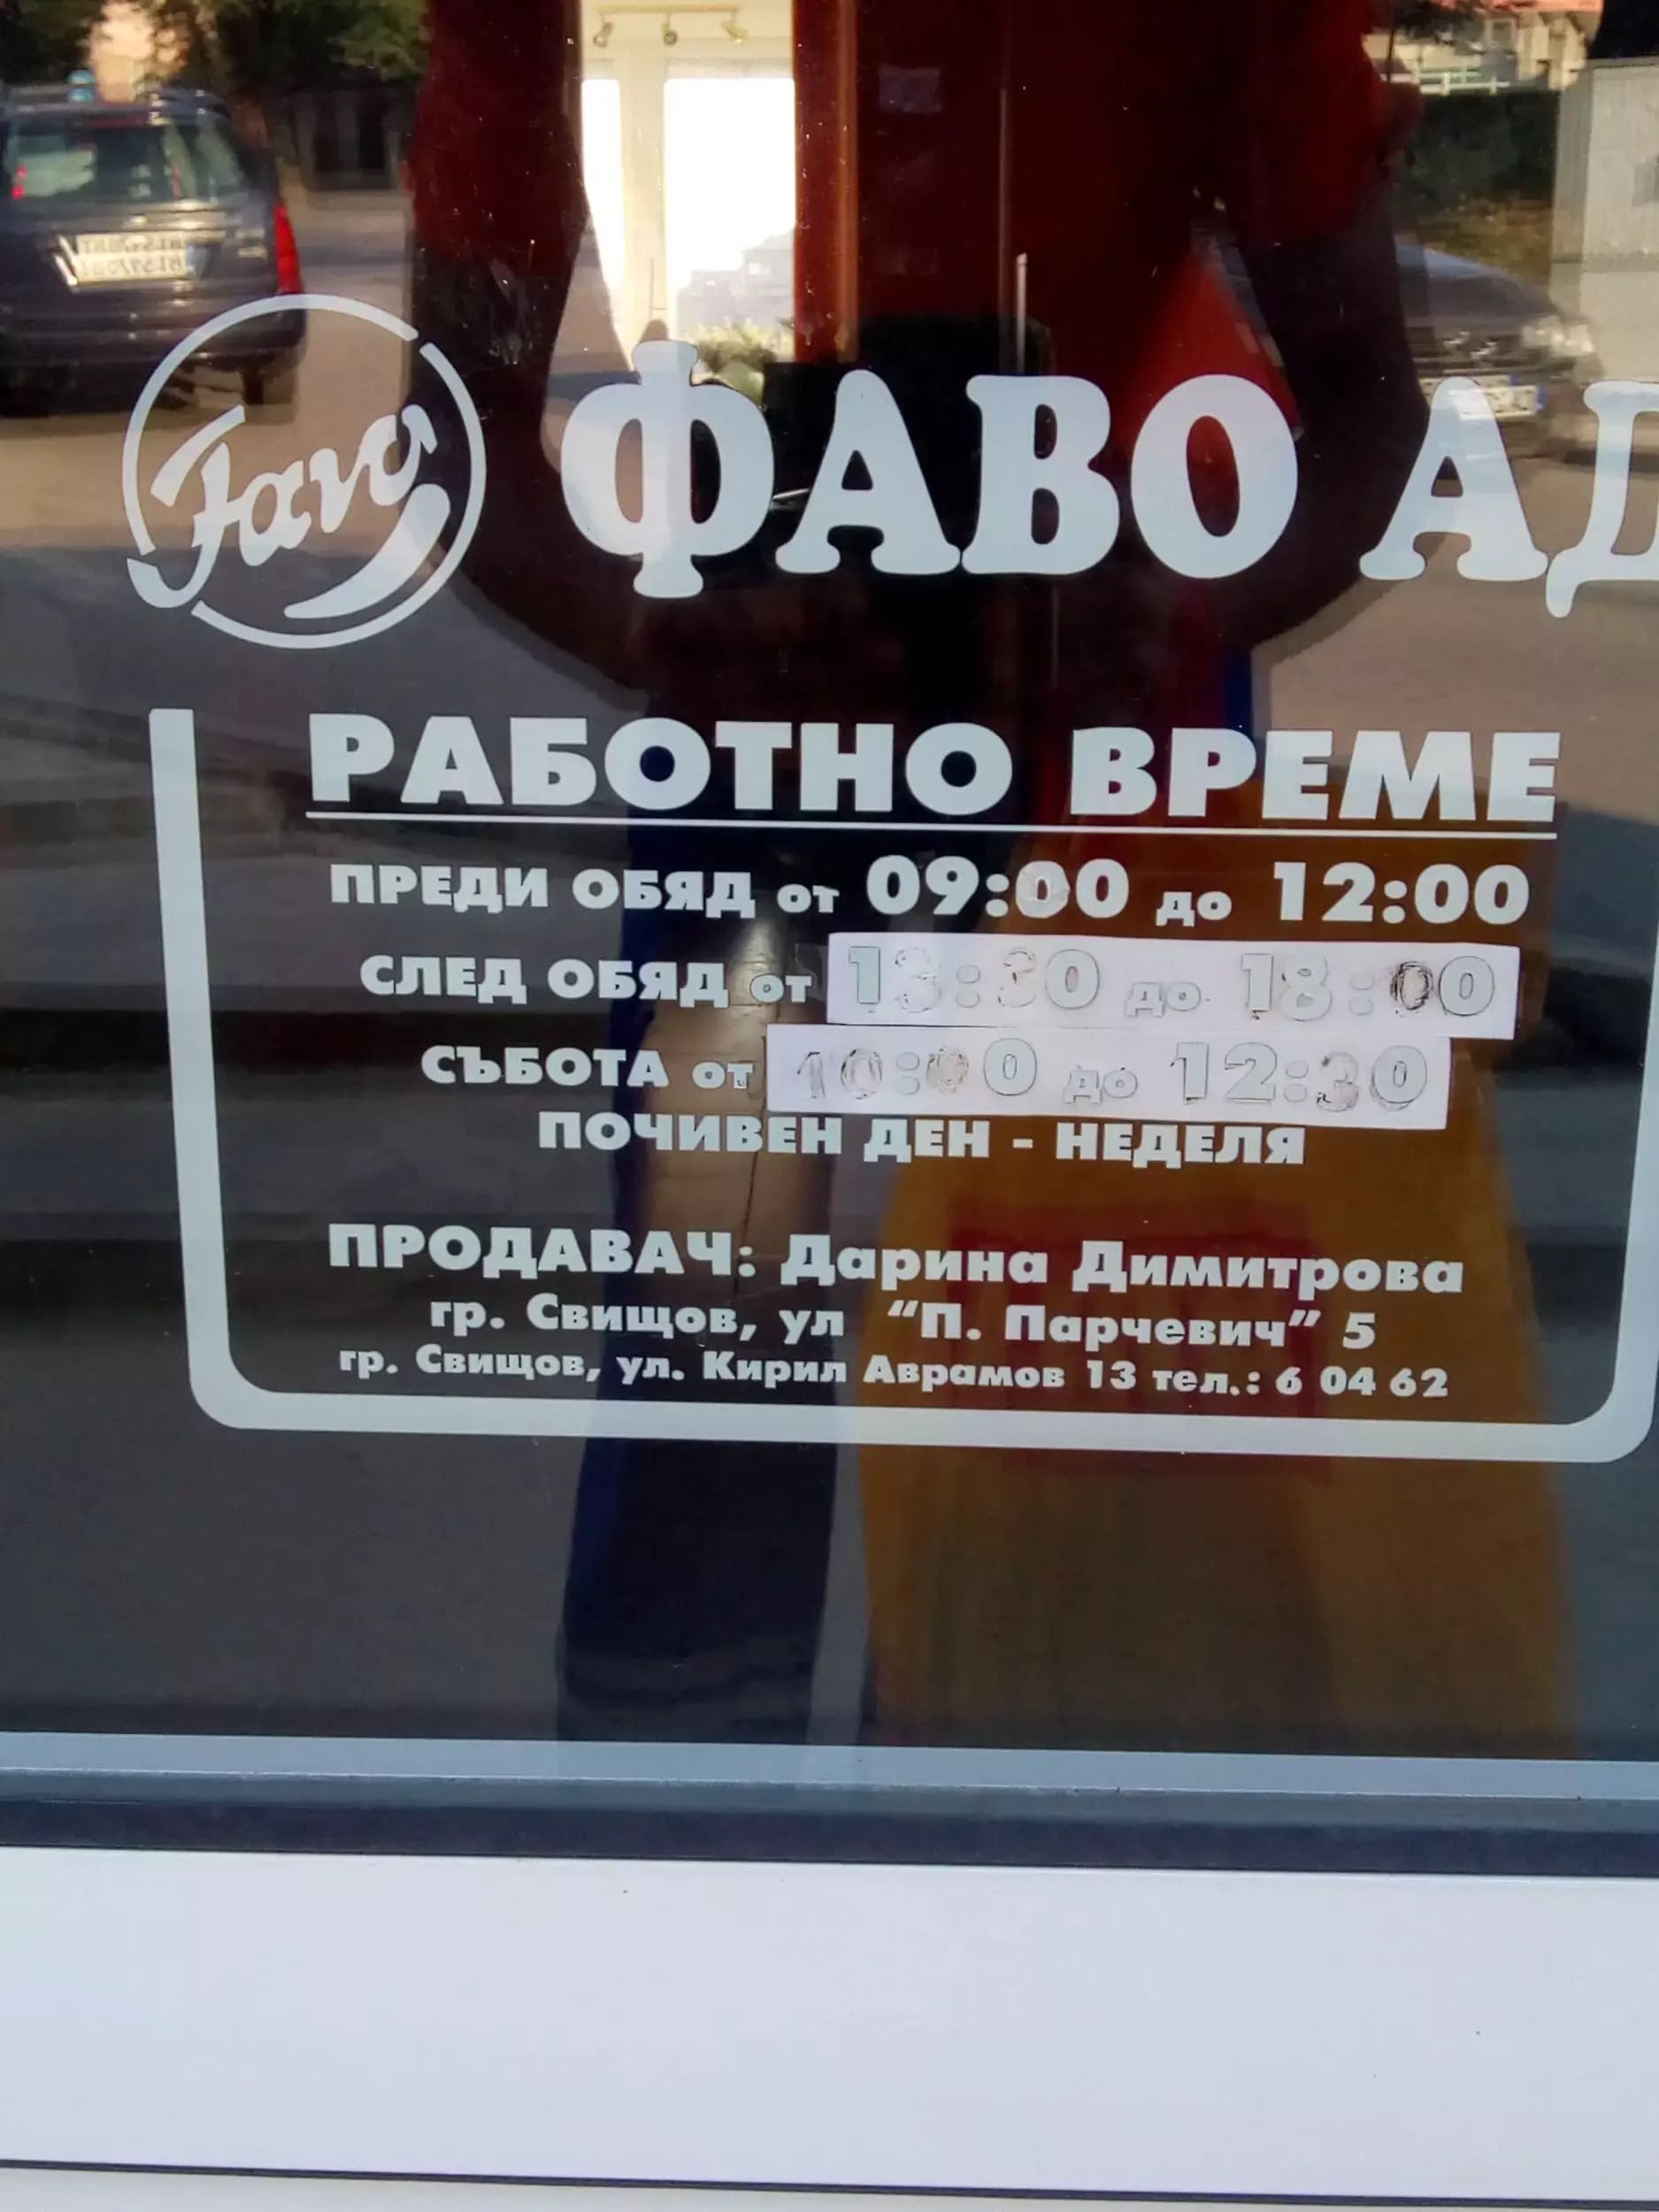 Favo ФАВО АД
РАБОТНО ВРЕМЕ
ПРЕДИ ОБЯД от 09:00 до 12:00
СЛЕД ОБЯД от 13:30 до 18:00
СЪБОТА от 10:00 до 12:30
ПОЧИВЕН ДЕН - НЕДЕЛЯ
ПРОДАВАЧ: Дарина Димитрова
гр. Свищов, ул “П. Парчевич” 5
гр. Свищов, ул. Кирил Аврамов 13 тел.: 6 04 62